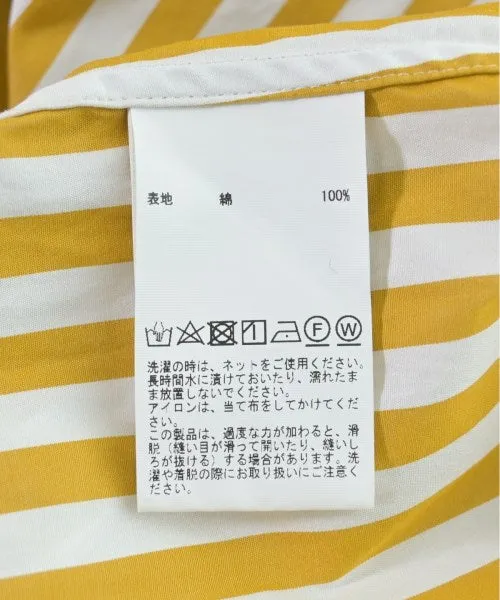 表地 綿 100%
F W
洗濯の時は、ネットをご使用ください。
長時間水に漬けておいたり、濡れたま
ま放置しないでください。
アイロンは、当て布をしてかけてくだ
さい。
この製品は、過度な力が加わると、滑
脱(縫い目が滑って開いたり、縫いし
ろが抜ける)する場合があります。洗
濯や着脱の際にお取り扱いにご注意く
ださい。